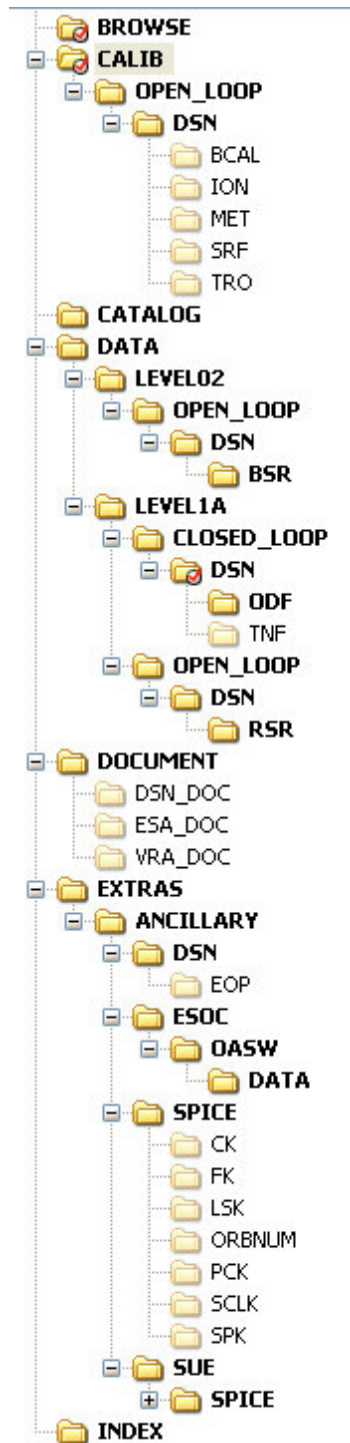 BROWSE
CALIB
OPEN_LOOP
DSN
BCAL
ION
MET
SRF
TRO
CATALOG
DATA
LEVEL02
OPEN_LOOP
DSN
BSR
LEVEL1A
CLOSED_LOOP
DSN
ODF
TNF
OPEN_LOOP
DSN
RSR
DOCUMENT
DSN_DOC
ESA_DOC
VRA_DOC
EXTRAS
ANCILLARY
DSN
EOP
ESOC
OASW
DATA
SPICE
CK
FK
LSK
ORBNUM
PCK
SCLK
SPK
SUE
SPICE
INDEX